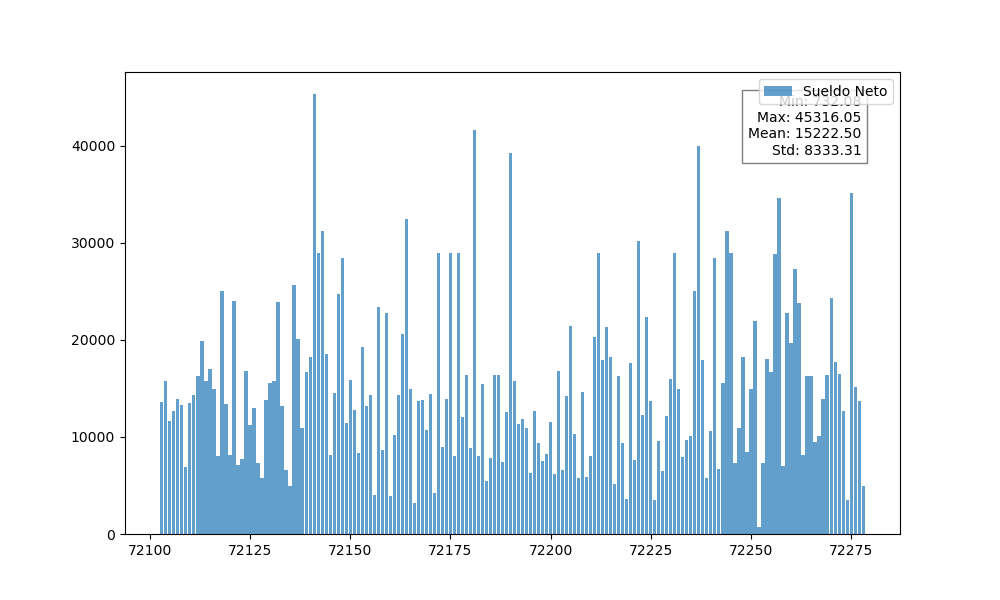 Sueldo Neto
Min: 732.08
Max: 45316.05
Mean: 15222.50
Std: 8333.31
40000
30000
20000
10000
0
72100 72125 72150 72175 72200 72225 72250 72275